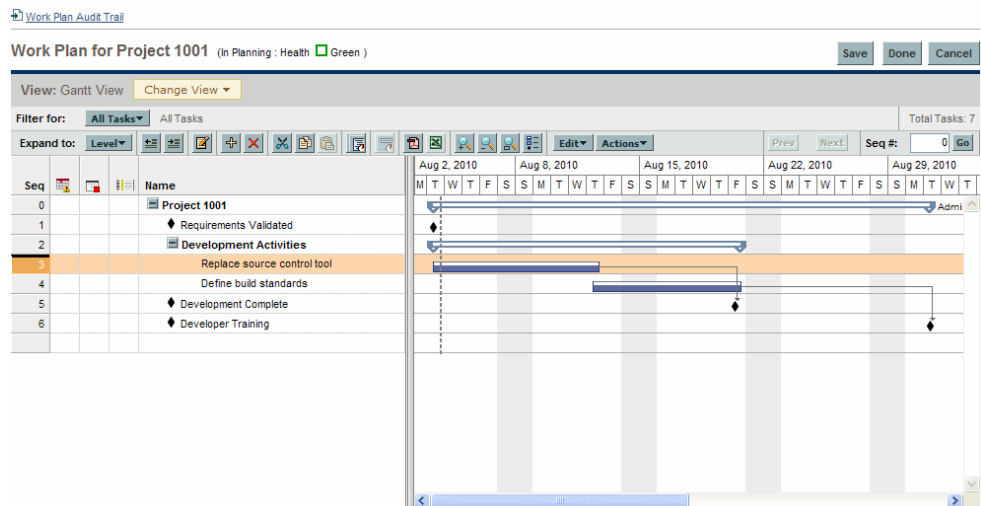 Work Plan Audit Trail
Work Plan for Project 1001 (In Planning : Health Green )
Save Done Cancel
View: Gantt View Change View
Filter for: All Tasks All Tasks Total Tasks: 7
Expand to: Level Edit Actions Prev Next Seq #: 0 Go
Aug 2, 2010 Aug 8, 2010 Aug 15, 2010 Aug 22, 2010 Aug 29, 2010
Seq Name M T W T F S S M T W T F S S M T W T F S S M T W T F S S M T W T
0 Project 1001 Admi
1 Requirements Validated
2 Development Activities
3 Replace source control tool
4 Define build standards
5 Development Complete
6 Developer Training